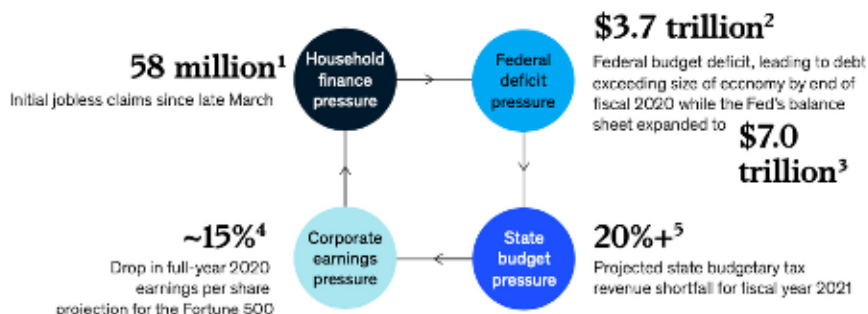 58 million¹
Initial jobless claims since late March
Household
finance
pressure
Federal
deficit
pressure
$3.7 trillion²
Federal budget deficit, leading to debt
exceeding size of economy by end of
fiscal 2020 while the Fed's balance
sheet expanded to $7.0
trillion³
~15%⁴
Drop in full-year 2020
earnings per share
projection for the Fortune 500
Corporate
earnings
pressure
State
budget
pressure
20%+⁵
Projected state budgetary tax
revenue shortfall for fiscal year 2021